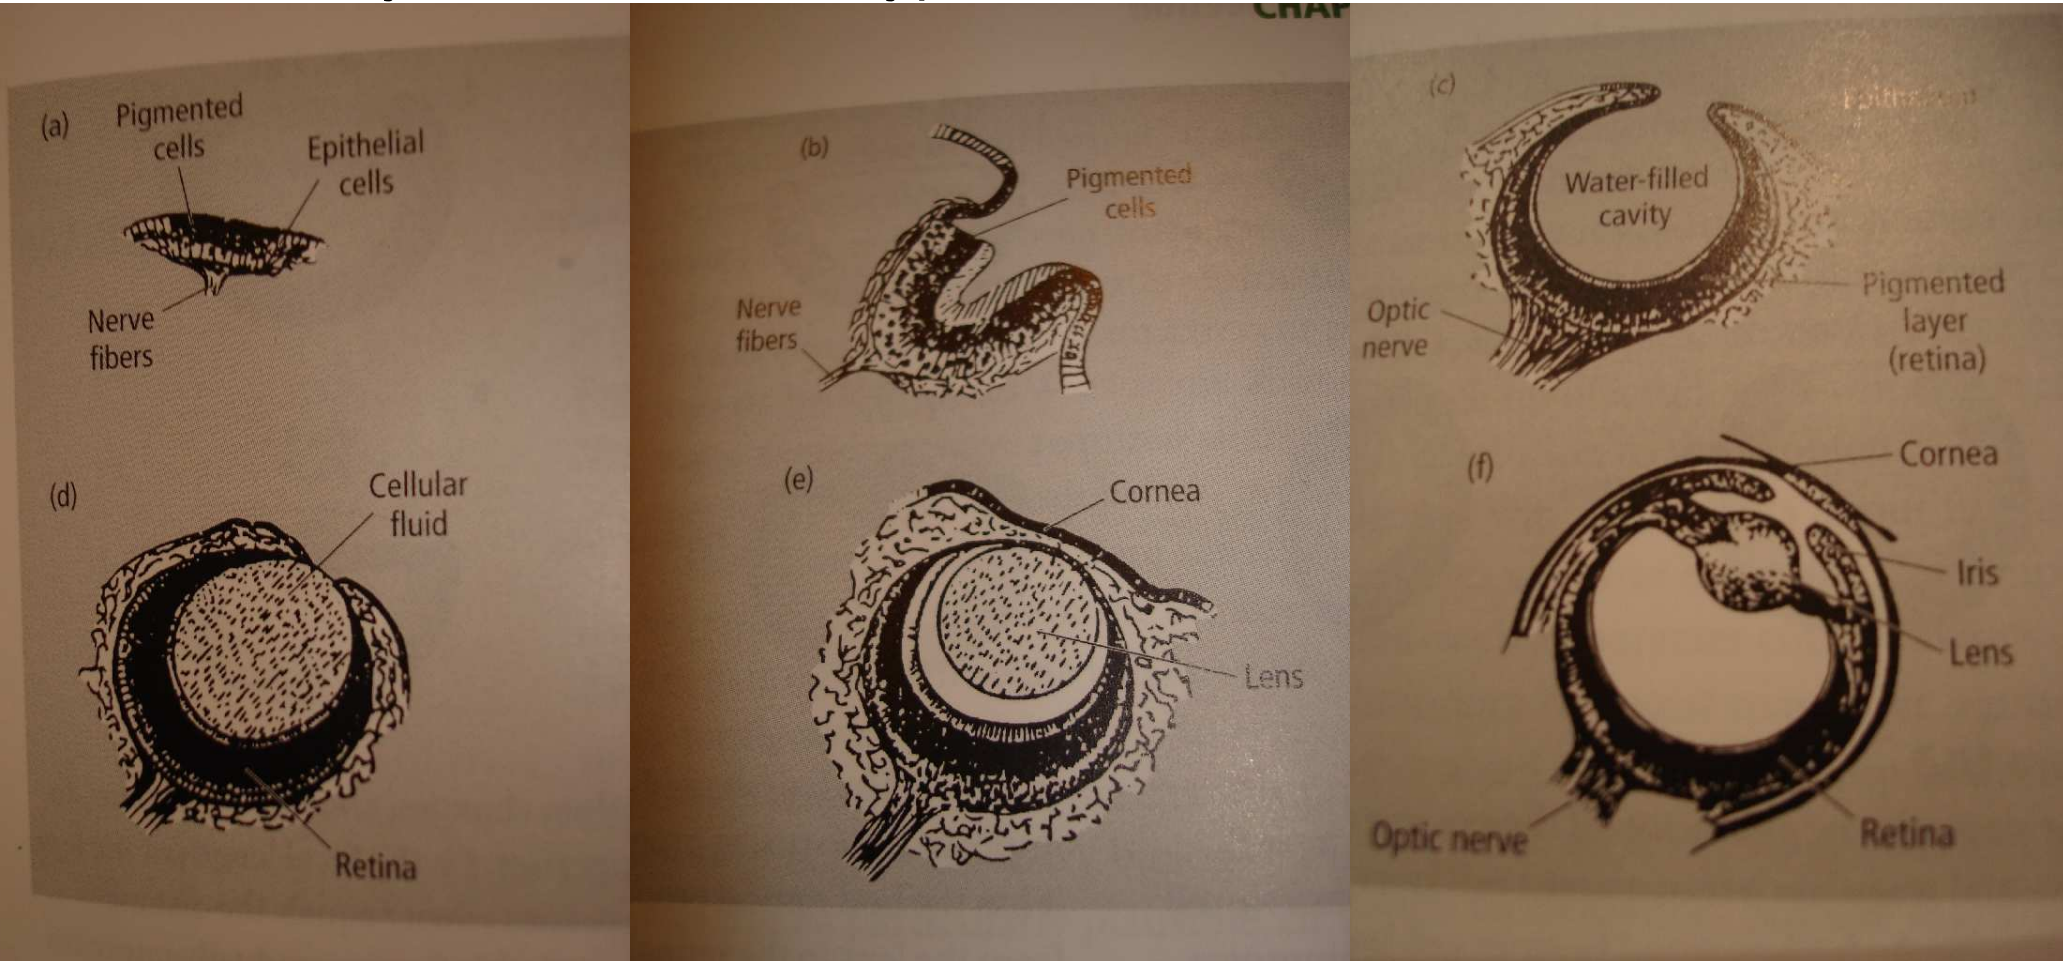 CHAP
(a)
Pigmented
cells
Epithelial
cells
Nerve
fibers
(b)
Pigmented
cells
Nerve
fibers
(c)
Water-filled
cavity
Optic
nerve
Pigmented
layer
(retina)
(d)
Cellular
fluid
Retina
(e)
Cornea
Lens
(f)
Cornea
Iris
Lens
Optic nerve
Retina